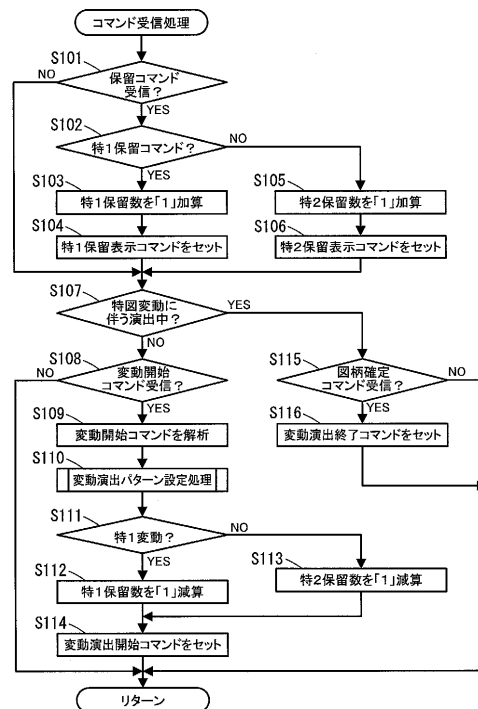 コマンド受信処理
S101
NO
保留コマンド
受信?
YES
S102
NO
特1保留コマンド?
YES
S103
特1保留数を「1」加算
S105
特2保留数を「1」加算
S104
特1保留表示コマンドをセット
S106
特2保留表示コマンドをセット
S107
YES
特図変動に
伴う演出中?
NO
S108
NO
変動開始
コマンド受信?
YES
S115
NO
図柄確定
コマンド受信?
YES
S109
変動開始コマンドを解析
S116
変動演出終了コマンドをセット
S110
変動演出パターン設定処理
S111
NO
特1変動?
YES
S112
特1保留数を「1」減算
S113
特2保留数を「1」減算
S114
変動演出開始コマンドをセット
リターン